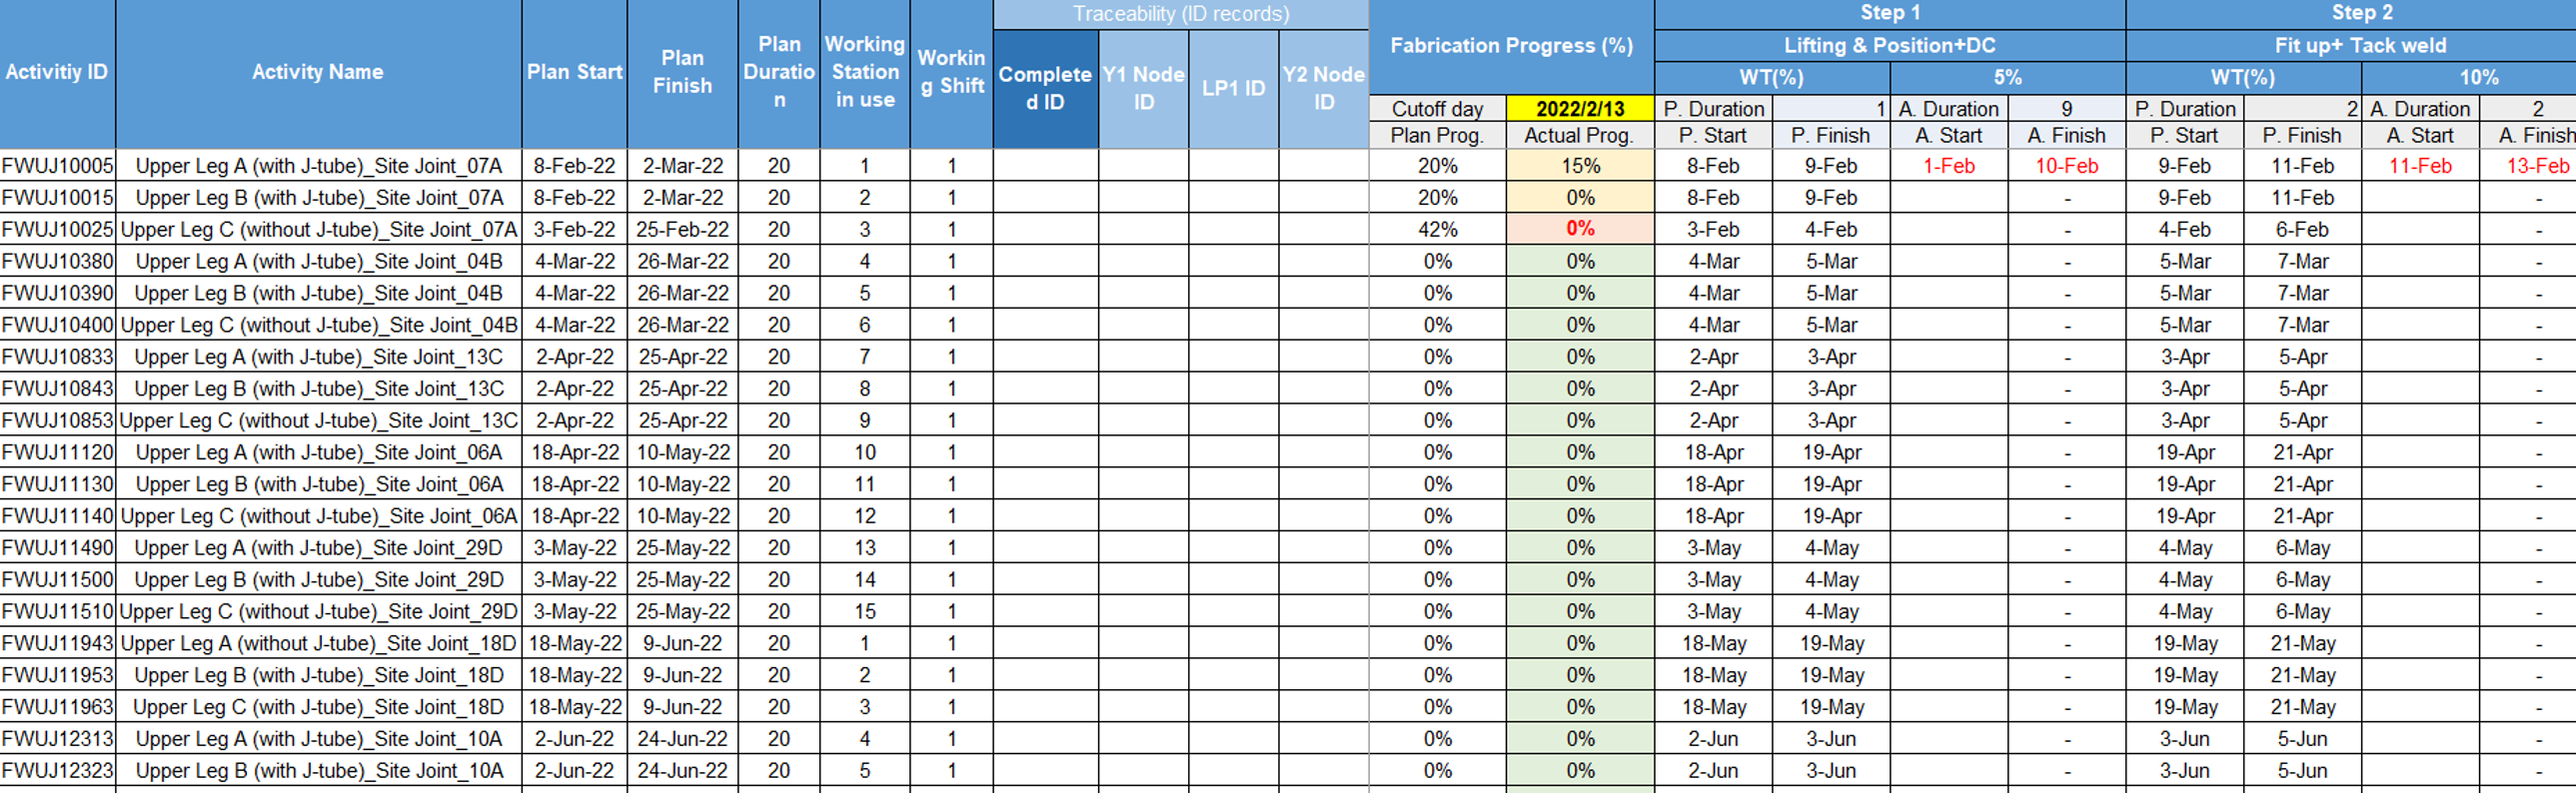 Traceability (ID records) Step 1 Step 2
Activitiy ID Activity Name Plan Start Plan Finish Plan Duration Working Station in use Working Shift Completed ID Y1 Node ID LP1 ID Y2 Node ID Fabrication Progress (%) Lifting & Position+DC Fit up+ Tack weld
WT(%) 5% WT(%) 10%
Cutoff day 2022/2/13 P. Duration 1 A. Duration 9 P. Duration 2 A. Duration 2
Plan Prog. Actual Prog. P. Start P. Finish A. Start A. Finish P. Start P. Finish A. Start A. Finish
FWUJ10005 Upper Leg A (with J-tube)_Site Joint_07A 8-Feb-22 2-Mar-22 20 1 1 20% 15% 8-Feb 9-Feb 1-Feb 10-Feb 9-Feb 11-Feb 11-Feb 13-Feb
FWUJ10015 Upper Leg B (with J-tube)_Site Joint_07A 8-Feb-22 2-Mar-22 20 2 1 20% 0% 8-Feb 9-Feb - 9-Feb 11-Feb -
FWUJ10025 Upper Leg C (without J-tube)_Site Joint_07A 3-Feb-22 25-Feb-22 20 3 1 42% 0% 3-Feb 4-Feb - 4-Feb 6-Feb -
FWUJ10380 Upper Leg A (with J-tube)_Site Joint_04B 4-Mar-22 26-Mar-22 20 4 1 0% 0% 4-Mar 5-Mar - 5-Mar 7-Mar -
FWUJ10390 Upper Leg B (with J-tube)_Site Joint_04B 4-Mar-22 26-Mar-22 20 5 1 0% 0% 4-Mar 5-Mar - 5-Mar 7-Mar -
FWUJ10400 Upper Leg C (without J-tube)_Site Joint_04B 4-Mar-22 26-Mar-22 20 6 1 0% 0% 4-Mar 5-Mar - 5-Mar 7-Mar -
FWUJ10833 Upper Leg A (with J-tube)_Site Joint_13C 2-Apr-22 25-Apr-22 20 7 1 0% 0% 2-Apr 3-Apr - 3-Apr 5-Apr -
FWUJ10843 Upper Leg B (with J-tube)_Site Joint_13C 2-Apr-22 25-Apr-22 20 8 1 0% 0% 2-Apr 3-Apr - 3-Apr 5-Apr -
FWUJ10853 Upper Leg C (without J-tube)_Site Joint_13C 2-Apr-22 25-Apr-22 20 9 1 0% 0% 2-Apr 3-Apr - 3-Apr 5-Apr -
FWUJ11120 Upper Leg A (with J-tube)_Site Joint_06A 18-Apr-22 10-May-22 20 10 1 0% 0% 18-Apr 19-Apr - 19-Apr 21-Apr -
FWUJ11130 Upper Leg B (with J-tube)_Site Joint_06A 18-Apr-22 10-May-22 20 11 1 0% 0% 18-Apr 19-Apr - 19-Apr 21-Apr -
FWUJ11140 Upper Leg C (without J-tube)_Site Joint_06A 18-Apr-22 10-May-22 20 12 1 0% 0% 18-Apr 19-Apr - 19-Apr 21-Apr -
FWUJ11490 Upper Leg A (with J-tube)_Site Joint_29D 3-May-22 25-May-22 20 13 1 0% 0% 3-May 4-May - 4-May 6-May -
FWUJ11500 Upper Leg B (with J-tube)_Site Joint_29D 3-May-22 25-May-22 20 14 1 0% 0% 3-May 4-May - 4-May 6-May -
FWUJ11510 Upper Leg C (without J-tube)_Site Joint_29D 3-May-22 25-May-22 20 15 1 0% 0% 3-May 4-May - 4-May 6-May -
FWUJ11943 Upper Leg A (without J-tube)_Site Joint_18D 18-May-22 9-Jun-22 20 1 1 0% 0% 18-May 19-May - 19-May 21-May -
FWUJ11953 Upper Leg B (with J-tube)_Site Joint_18D 18-May-22 9-Jun-22 20 2 1 0% 0% 18-May 19-May - 19-May 21-May -
FWUJ11963 Upper Leg C (with J-tube)_Site Joint_18D 18-May-22 9-Jun-22 20 3 1 0% 0% 18-May 19-May - 19-May 21-May -
FWUJ12313 Upper Leg A (with J-tube)_Site Joint_10A 2-Jun-22 24-Jun-22 20 4 1 0% 0% 2-Jun 3-Jun - 3-Jun 5-Jun -
FWUJ12323 Upper Leg B (with J-tube)_Site Joint_10A 2-Jun-22 24-Jun-22 20 5 1 0% 0% 2-Jun 3-Jun - 3-Jun 5-Jun -